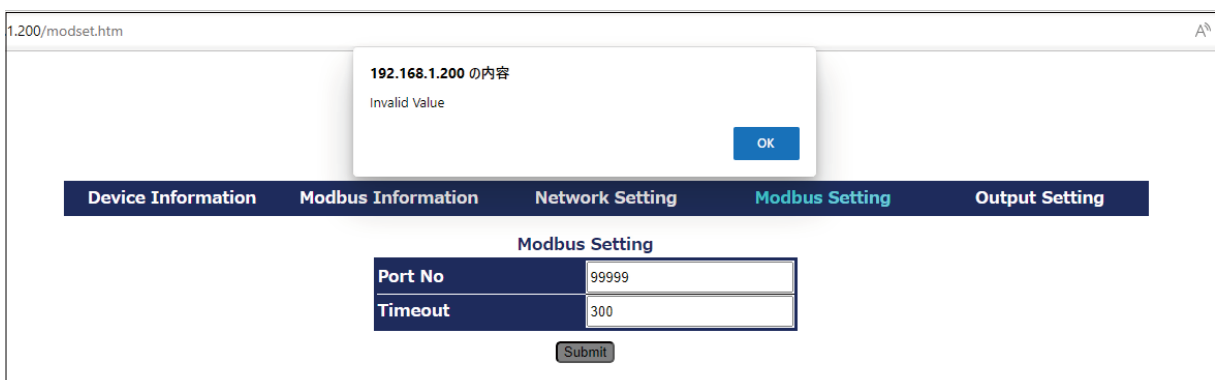 1.200/modset.htm
192.168.1.200 の内容
Invalid Value
OK
Device Information Modbus Information Network Setting Modbus Setting Output Setting
Modbus Setting
Port No 99999
Timeout 300
Submit